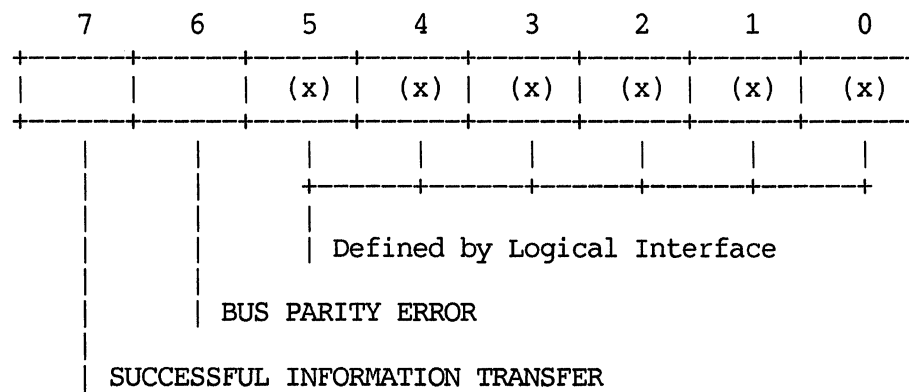 7 6 5 4 3 2 1 0
(x) (x) (x) (x) (x) (x)
Defined by Logical Interface
BUS PARITY ERROR
SUCCESSFUL INFORMATION TRANSFER